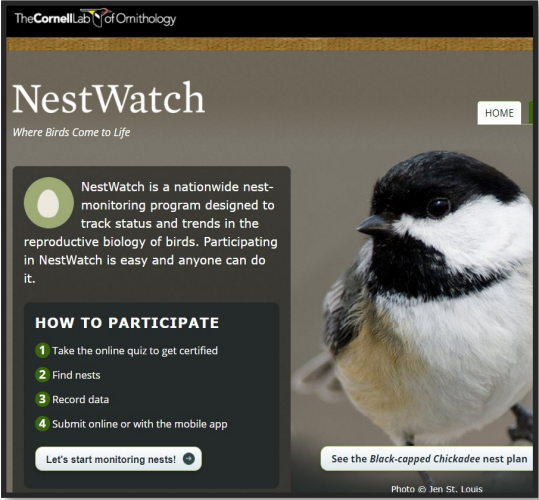 TheCornellLab of Ornithology
NestWatch
Where Birds Come to Life
HOME
NestWatch is a nationwide nest-
monitoring program designed to
track status and trends in the
reproductive biology of birds. Participating
in NestWatch is easy and anyone can do
it.
HOW TO PARTICIPATE
1 Take the online quiz to get certified
2 Find nests
3 Record data
4 Submit online or with the mobile app
Let's start monitoring nests!
See the Black-capped Chickadee nest plan
Photo © Jen St. Louis